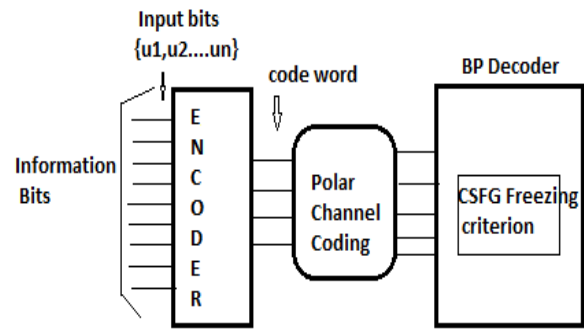 Input bits
{u1,u2....un}
code word
BP Decoder
Information
Bits
E
N
C
O
D
E
R
Polar
Channel
Coding
CSFG Freezing
criterion